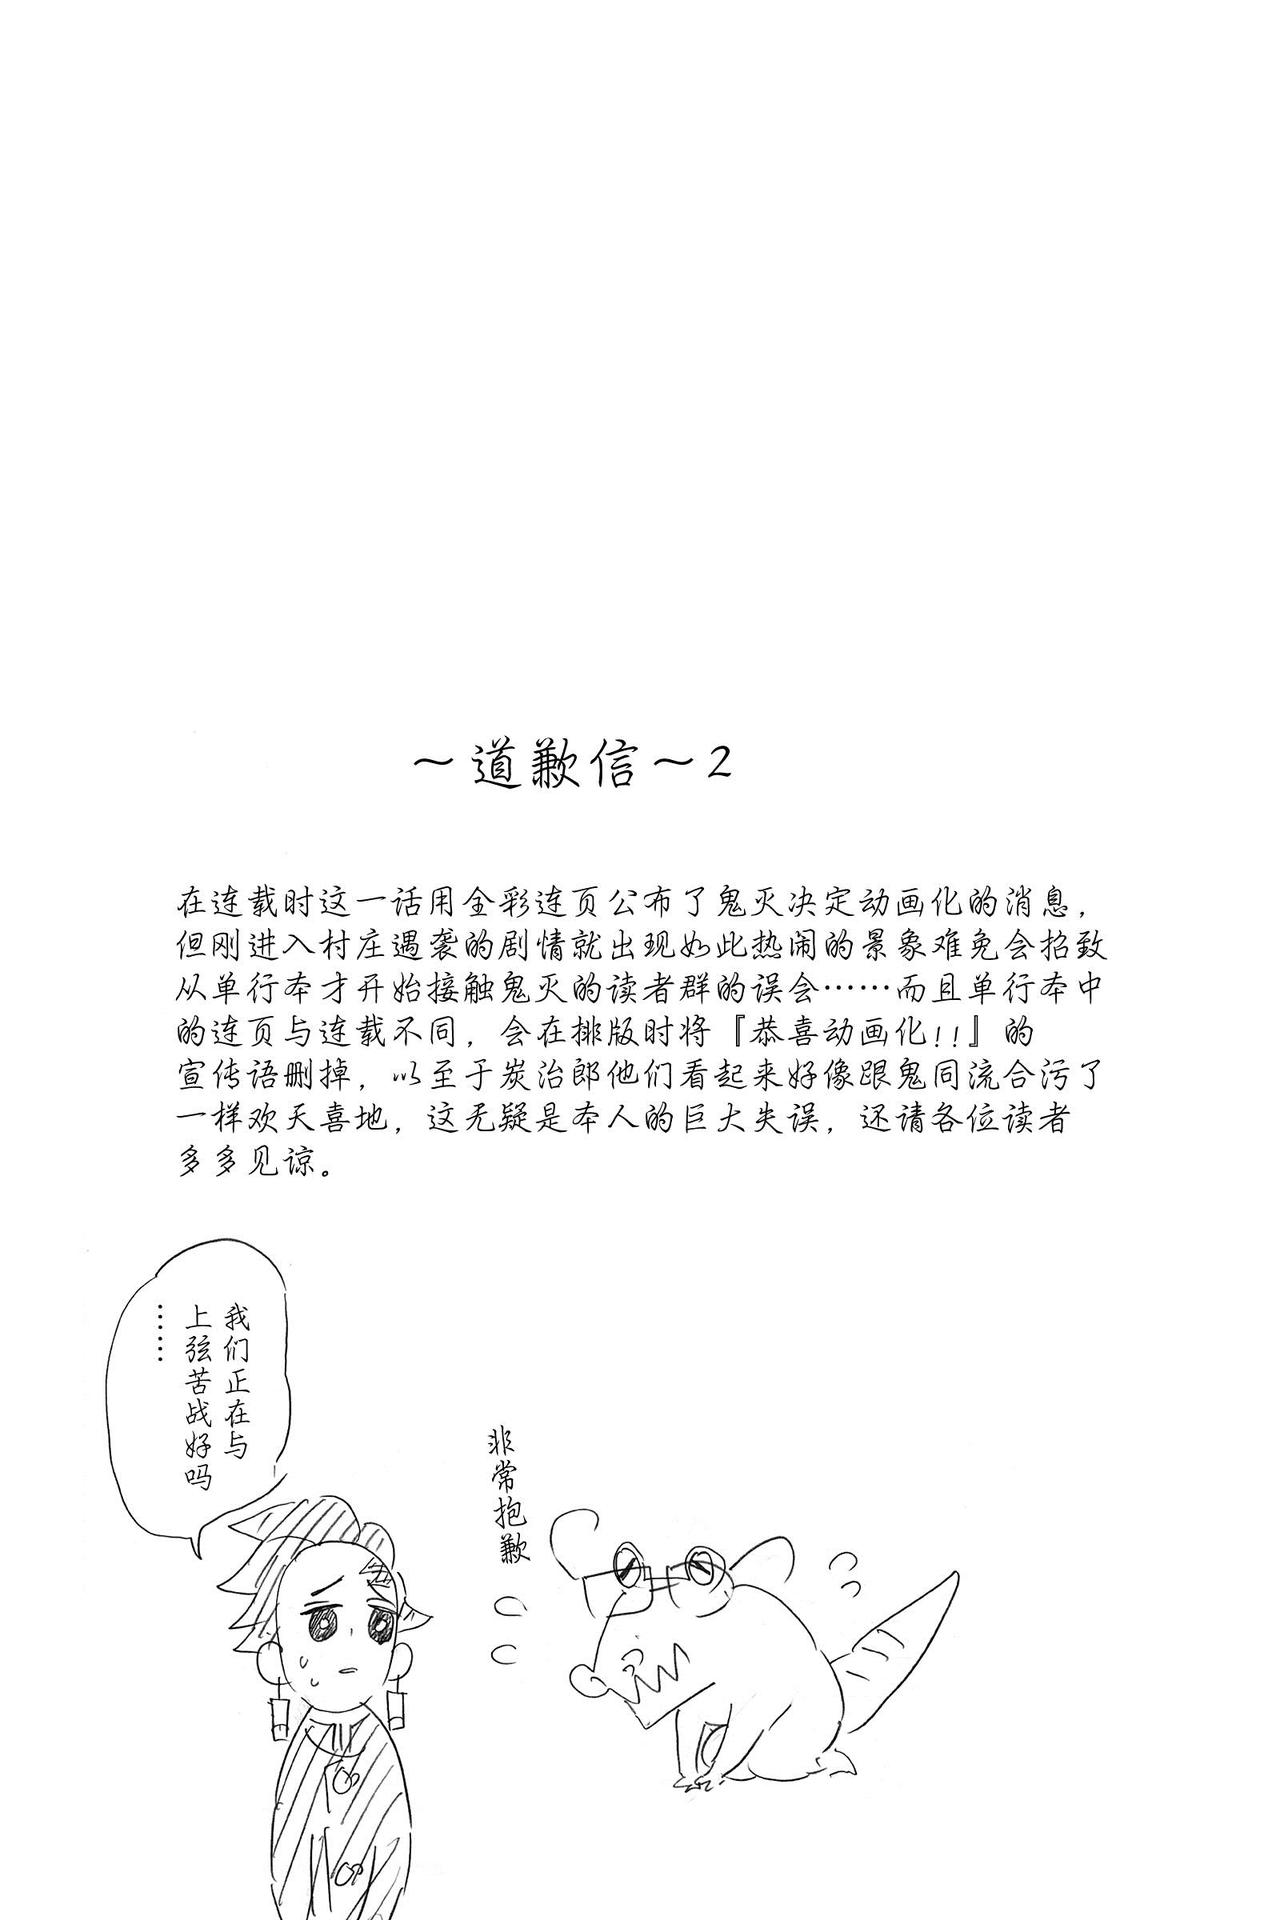 ～道歉信～2
在连载时这一话用全彩连页公布了鬼灭决定动画化的消息，
但刚进入村庄遇袭的剧情就出现如此热闹的景象难免会招致
从单行本才开始接触鬼灭的读者群的误会……而且单行本中
的连页与连载不同，会在排版时将『恭喜动画化!!』的
宣传语删掉，以至于炭治郎他们看起来好像跟鬼同流合污了
一样欢天喜地，这无疑是本人的巨大失误，还请各位读者
多多见谅。
我们正在与
上弦苦战好吗
……
非常抱歉